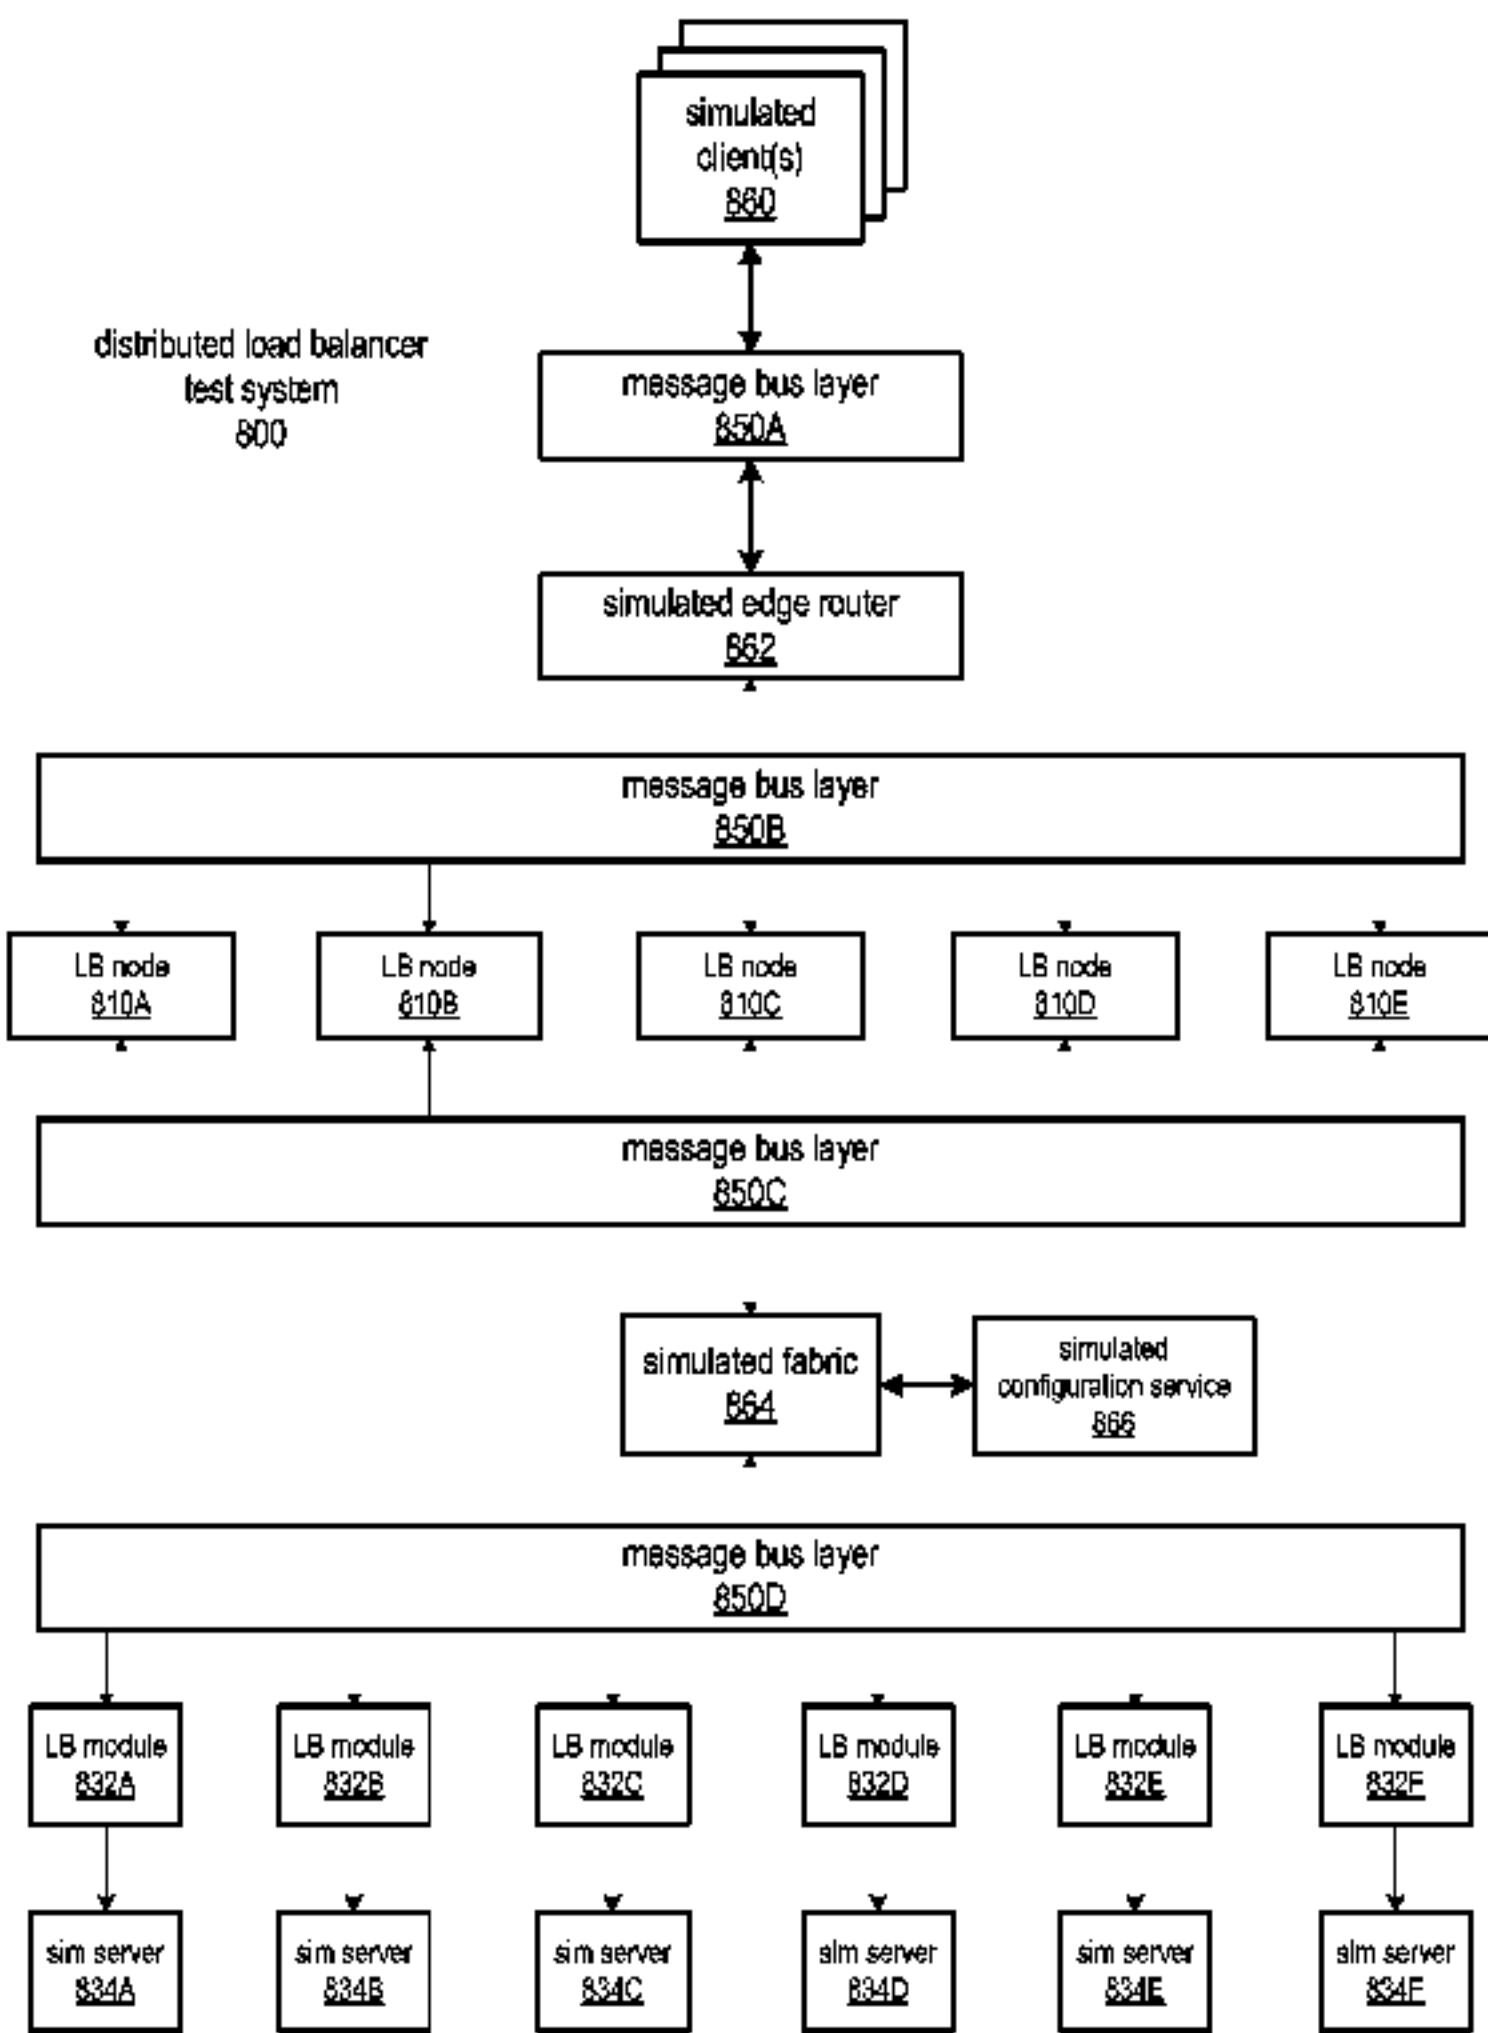 simulated
client(s)
860
distributed load balancer
test system
800
message bus layer
850A
simulated edge router
862
message bus layer
850B
LB node
810A
LB node
810B
LB node
810C
LB node
810D
LB node
810E
message bus layer
850C
simulated fabric
864
simulated
configuration service
866
message bus layer
850D
LB module
832A
LB module
832B
LB module
832C
LB module
832D
LB module
832E
LB module
832F
sim server
834A
sim server
834B
sim server
834C
sim server
834D
sim server
834E
sim server
834F